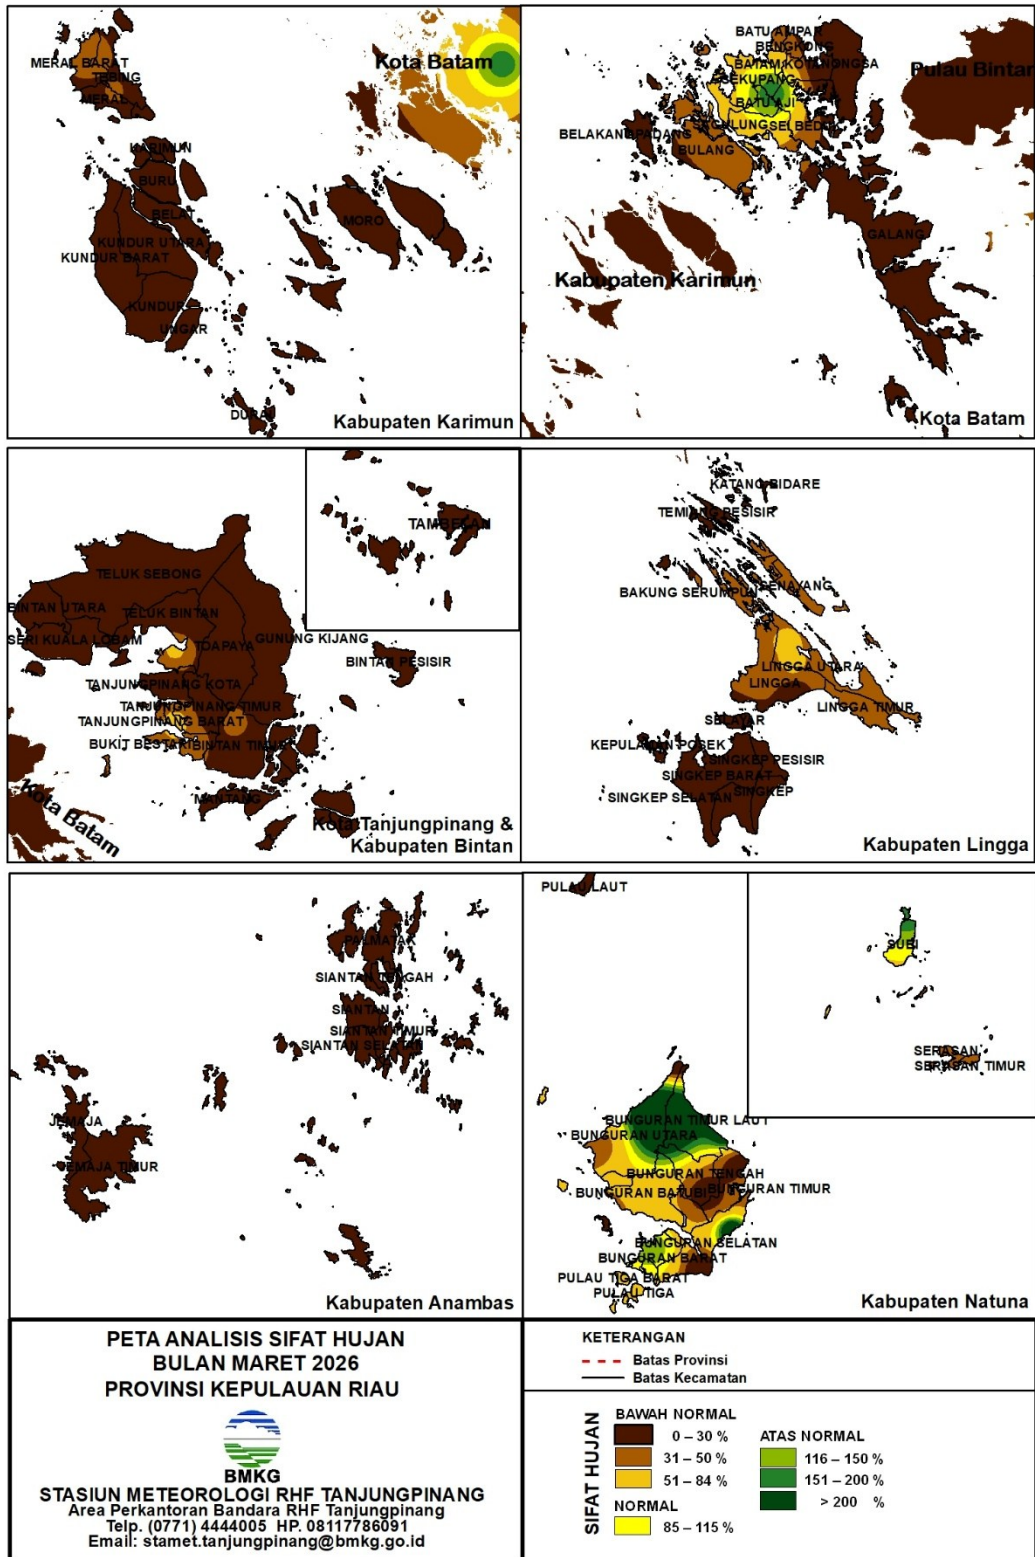 MERAL BARAT
TEBING
MERAL
KARIMUN
BURU
BELAT
KUNDUR UTARA
KUNDUR BARAT
KUNDUR
UNGAR
DURAI
MORO
Kota Batam
Kabupaten Karimun
BATU AMPAR
BENGKONG
BATAM KOTA
NONGSA
SEKUPANG
BATU AJI
SAGULUNG
SEI BEDUK
BELAKANG PADANG
BULANG
GALANG
Pulau Bintan
Kabupaten Karimun
Kota Batam
TAMBELAN
TELUK SEBONG
BINTAN UTARA
TELUK BINTAN
SERI KUALA LOBAM
TOAPAYA
GUNUNG KIJANG
BINTAN PESISIR
TANJUNGPINANG KOTA
TANJUNGPINANG TIMUR
TANJUNGPINANG BARAT
BUKIT BESTARI
BINTAN TIMUR
MANTANG
Kota Batam
Kota Tanjungpinang &
Kabupaten Bintan
KATANG BIDARE
TEMIANG PESISIR
SENAYANG
BAKUNG SERUMPUN
LINGGA UTARA
LINGGA
LINGGA TIMUR
SELAYAR
KEPULAUAN POSEK
SINGKEP PESISIR
SINGKEP BARAT
SINGKEP SELATAN
SINGKEP
Kabupaten Lingga
PALMATAK
SIANTAN TENGAH
SIANTAN
SIANTAN TIMUR
SIANTAN SELATAN
JEMAJA
JEMAJA TIMUR
Kabupaten Anambas
PULAU LAUT
SUBI
SERASAN
SERASAN TIMUR
BUNGURAN TIMUR LAUT
BUNGURAN UTARA
BUNGURAN TENGAH
BUNGURAN BATUBI
BUNGURAN TIMUR
BUNGURAN SELATAN
BUNGURAN BARAT
PULAU TIGA BARAT
PULAU TIGA
Kabupaten Natuna
PETA ANALISIS SIFAT HUJAN
BULAN MARET 2026
PROVINSI KEPULAUAN RIAU
BMKG
STASIUN METEOROLOGI RHF TANJUNGPINANG
Area Perkantoran Bandara RHF Tanjungpinang
Telp. (0771) 4444005 HP. 08117786091
Email: stamet.tanjungpinang@bmkg.go.id
KETERANGAN
Batas Provinsi
Batas Kecamatan
SIFAT HUJAN
BAWAH NORMAL
0 – 30 %
31 – 50 %
51 – 84 %
NORMAL
85 – 115 %
ATAS NORMAL
116 – 150 %
151 – 200 %
> 200 %